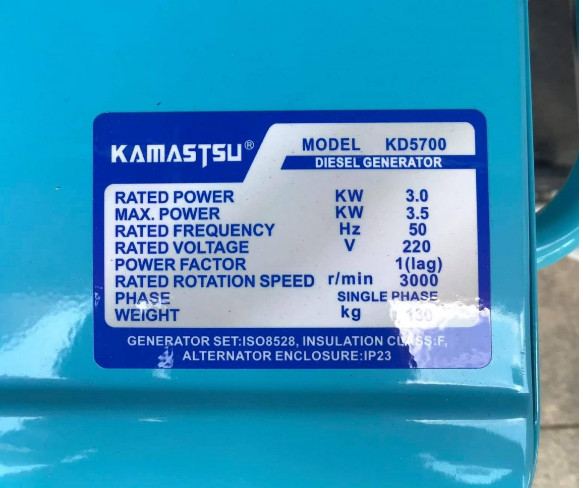 KAMASTSU®
MODEL KD5700
DIESEL GENERATOR
RATED POWER KW 3.0
MAX. POWER KW 3.5
RATED FREQUENCY Hz 50
RATED VOLTAGE V 220
POWER FACTOR 1(lag)
RATED ROTATION SPEED r/min 3000
PHASE SINGLE PHASE
WEIGHT kg 130
GENERATOR SET:ISO8528, INSULATION CLASS:F,
ALTERNATOR ENCLOSURE:IP23